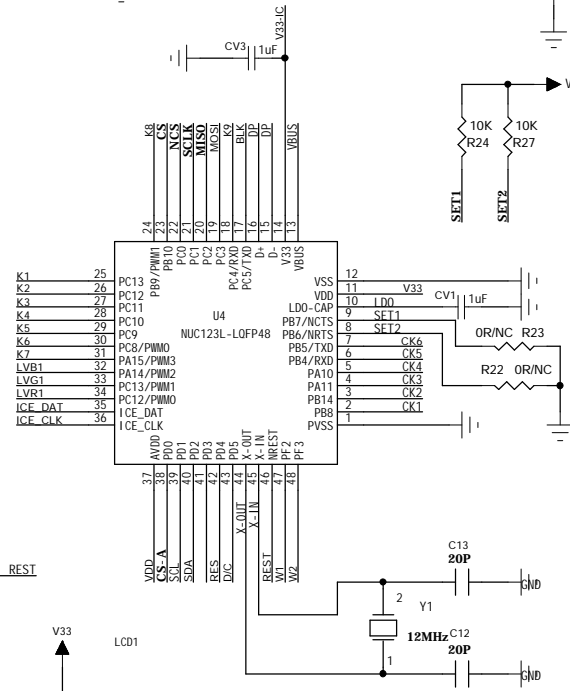 V33-IC
CV3
1uF
V
10K
R24
10K
R27
SET1
SET2
K8
CS
NCS
SCLK
MISO
MOSI
K9
BLK
DP
DP
VBUS
24
23
22
21
20
19
18
17
16
15
14
13
PB9/PWM1
PB10
PC0
PC1
PC2
PC3
PC4/RXD
PC5/TXD
D+
D-
V33
VBUS
U4
NUC123L-LQFP48
K1 25 PC13
K2 26 PC12
K3 27 PC11
K4 28 PC10
K5 29 PC9
K6 30 PC8/PWM0
K7 31 PA15/PWM3
LVB1 32 PA14/PWM2
LVG1 33 PC13/PWM1
LVR1 34 PC12/PWM0
ICE_DAT 35 ICE_DAT
ICE_CLK 36 ICE_CLK
VSS 12
VDD 11 V33
LDO-CAP 10 LDO CV1 1uF
PB7/NCTS 9 SET1
PB6/NRTS 8 SET2
PB5/TXD 7 CK6
PB4/RXD 6 CK5
PA10 5 CK4
PA11 4 CK3
PB14 3 CK2
PB8 2 CK1
PVSS 1
0R/NC R23
R22 0R/NC
AVDD
PD0
PD1
PD2
PD3
PD4
PD5
X-OUT
X-IN
NREST
PF2
PF3
37
38
39
40
41
42
43
44
45
46
47
48
VDD
CS-A
SCL
SDA
RES
D/C
X-OUT
X-IN
REST
W1
W2
REST
V33
LCD1
C13
20P
GND
2
Y1
12MHz
1
C12
20P
GND